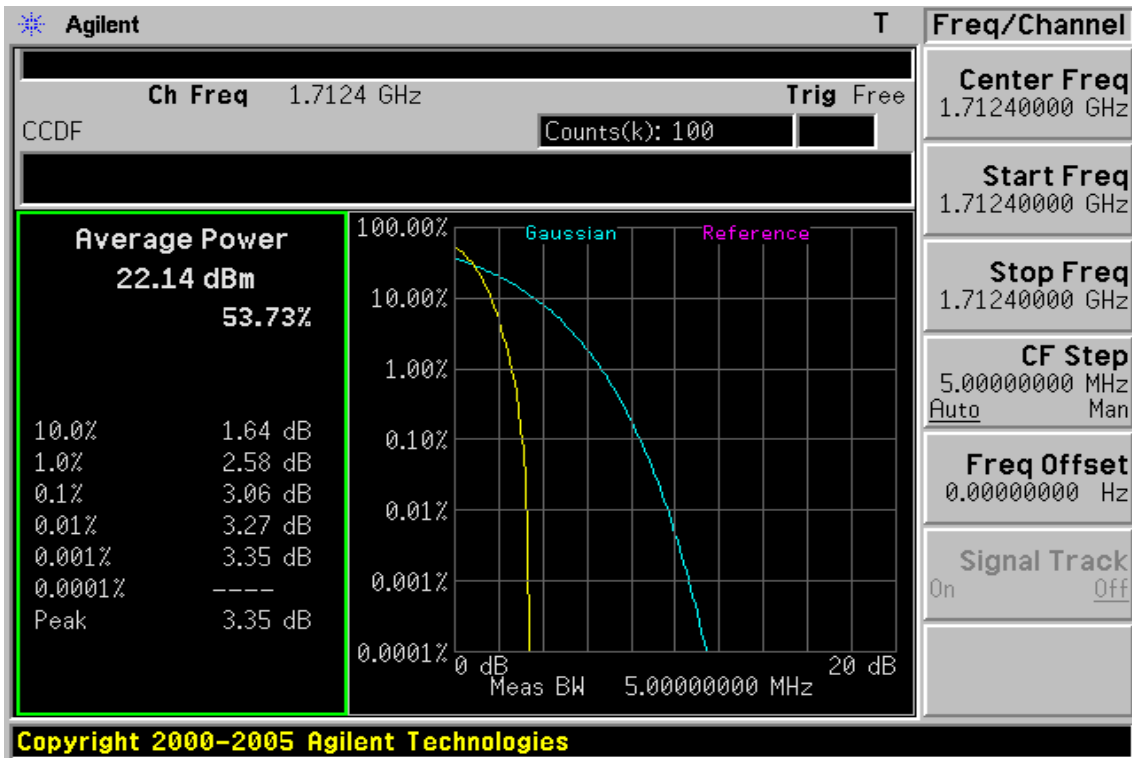 Agilent T
Ch Freq 1.7124 GHz Trig Free
CCDF Counts(k): 100
Average Power
22.14 dBm
53.73%
10.0% 1.64 dB
1.0% 2.58 dB
0.1% 3.06 dB
0.01% 3.27 dB
0.001% 3.35 dB
0.0001% ----
Peak 3.35 dB
Gaussian Reference
100.00%
10.00%
1.00%
0.10%
0.01%
0.001%
0.0001%
0 dB 20 dB
Meas BW 5.00000000 MHz
Freq/Channel
Center Freq
1.71240000 GHz
Start Freq
1.71240000 GHz
Stop Freq
1.71240000 GHz
CF Step
5.00000000 MHz
Auto Man
Freq Offset
0.00000000 Hz
Signal Track
On Off
Copyright 2000-2005 Agilent Technologies